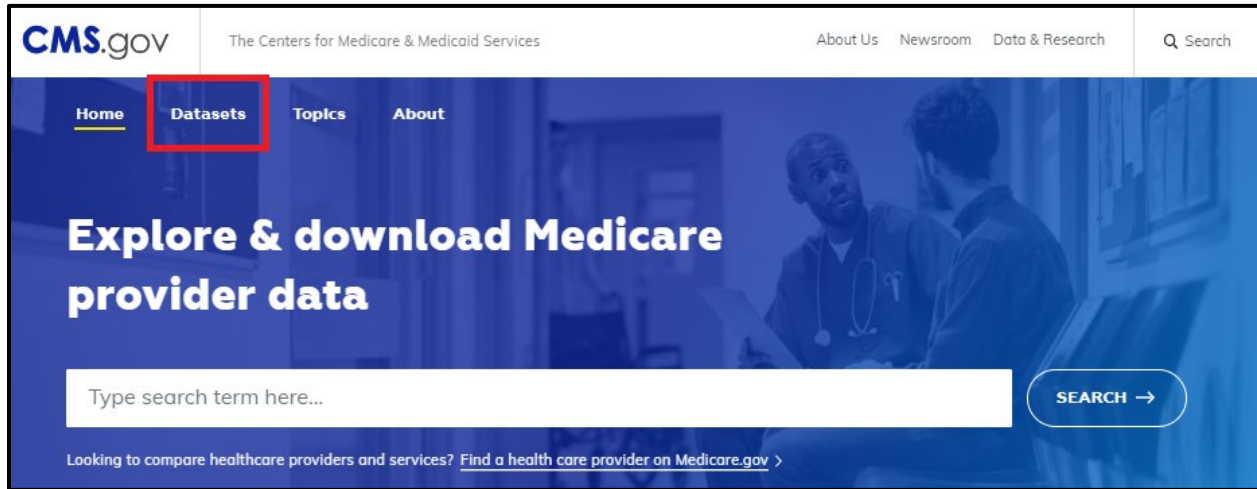 CMS.gov The Centers for Medicare & Medicaid Services About Us Newsroom Data & Research Search
Home Datasets Topics About
Explore & download Medicare
provider data
Type search term here...
SEARCH →
Looking to compare healthcare providers and services? Find a health care provider on Medicare.gov >